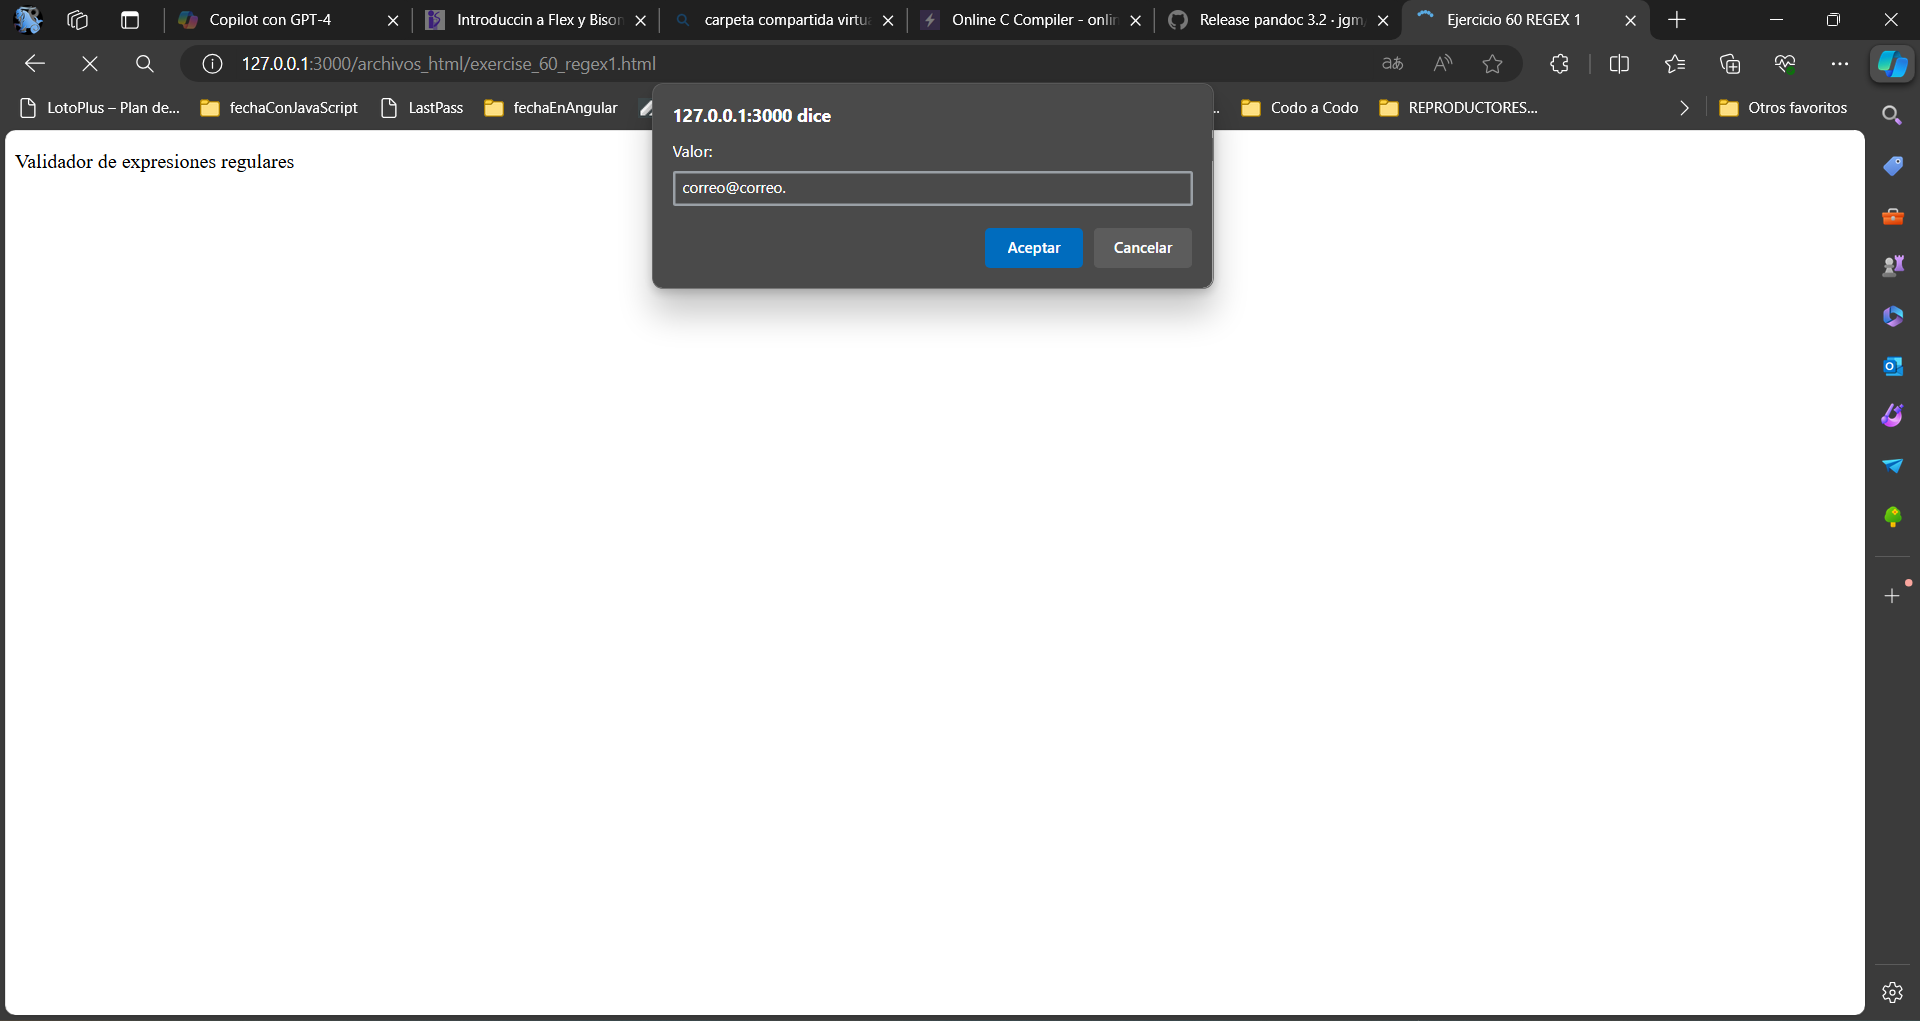 Copilot con GPT-4
Introduccin a Flex y Bison
carpeta compartida virtu
Online C Compiler - onli
Release pandoc 3.2 · jgm
Ejercicio 60 REGEX 1
127.0.0.1:3000/archivos_html/exercise_60_regex1.html
LotoPlus – Plan de...
fechaConJavaScript
LastPass
fechaEnAngular
...
Codo a Codo
REPRODUCTORES...
Otros favoritos
127.0.0.1:3000 dice
Valor:
correo@correo.
Aceptar
Cancelar
Validador de expresiones regulares